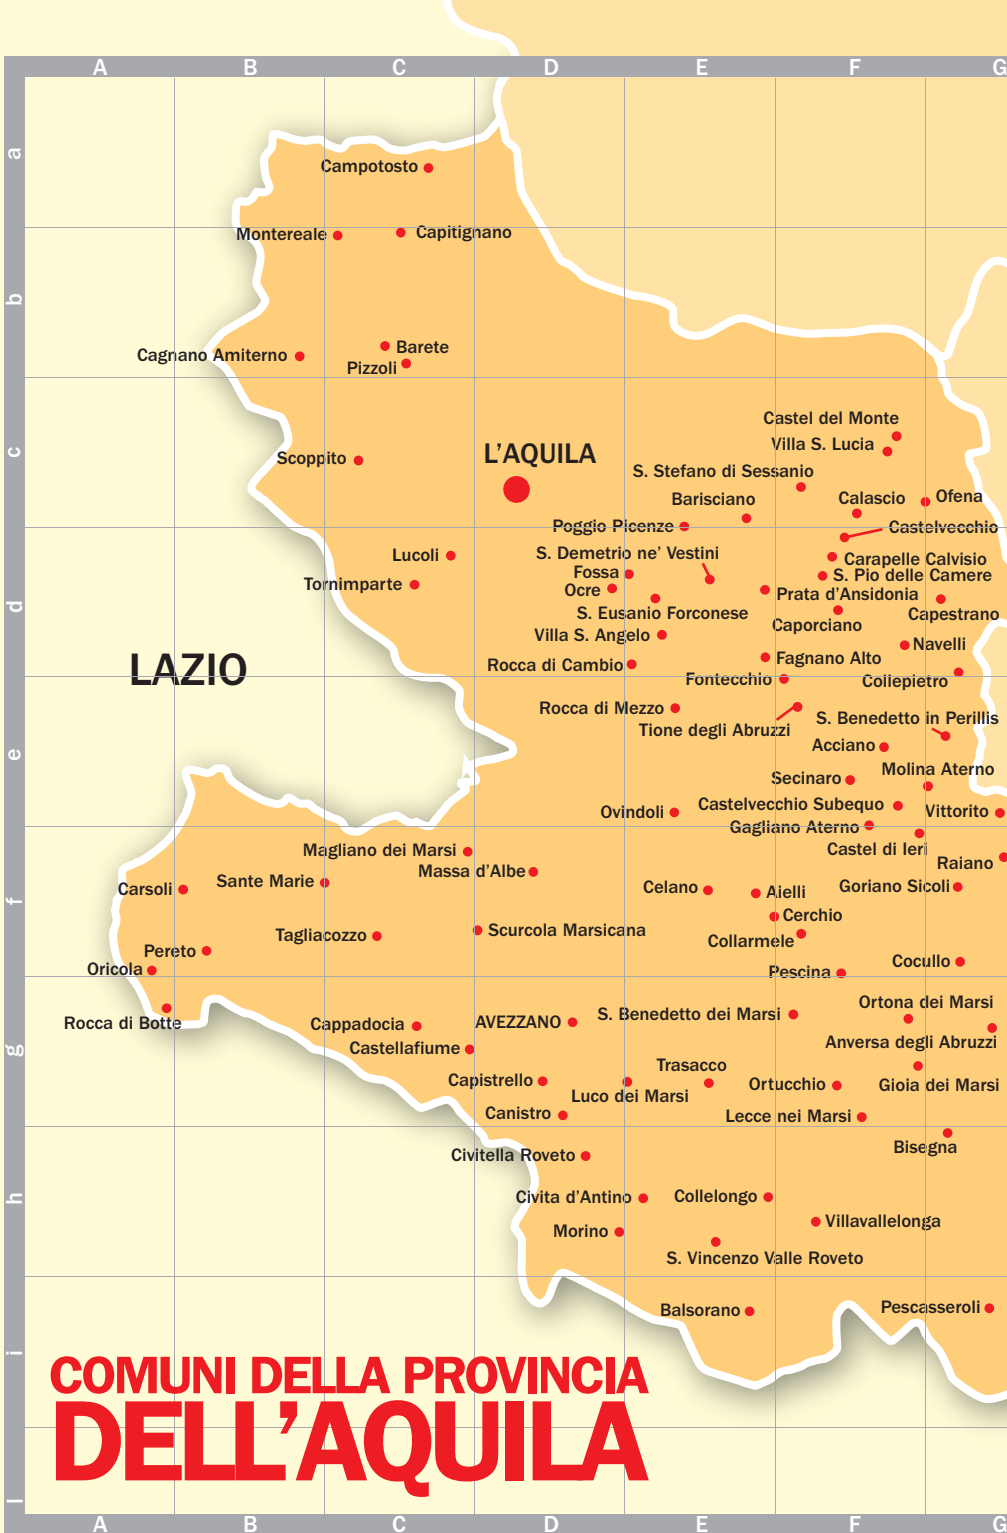 A B C D E F G
a
Campotosto
Montereale
Capitignano
b
Cagnano Amiterno
Barete
Pizzoli
Castel del Monte
Villa S. Lucia
c
Scoppito
L'AQUILA
S. Stefano di Sessanio
Barisciano
Calascio
Ofena
Poggio Picenze
Castelvecchio
Lucoli
S. Demetrio ne' Vestini
Carapelle Calvisio
Fossa
S. Pio delle Camere
Tornimparte
Ocre
Prata d'Ansidonia
d
S. Eusanio Forconese
Capestrano
Caporciano
Villa S. Angelo
Navelli
LAZIO
Rocca di Cambio
Fagnano Alto
Fontecchio
Collepietro
Rocca di Mezzo
S. Benedetto in Perillis
Tione degli Abruzzi
Acciano
e
Molina Aterno
Secinaro
Ovindoli
Castelvecchio Subequo
Vittorito
Gagliano Aterno
Magliano dei Marsi
Castel di Ieri
Raiano
Massa d'Albe
Carsoli
Sante Marie
Celano
Aielli
Goriano Sicoli
f
Cerchio
Tagliacozzo
Scurcola Marsicana
Collarmele
Pereto
Oricola
Cocullo
Pescina
Ortona dei Marsi
Rocca di Botte
Cappadocia
AVEZZANO
S. Benedetto dei Marsi
Anversa degli Abruzzi
g
Castellafiume
Trasacco
Capistrello
Ortucchio
Gioia dei Marsi
Luco dei Marsi
Canistro
Lecce nei Marsi
Bisegna
Civitella Roveto
h
Civita d'Antino
Collelongo
Morino
Villavallelonga
S. Vincenzo Valle Roveto
Balsorano
Pescasseroli
i
COMUNI DELLA PROVINCIA
DELL'AQUILA
l
A B C D E F G